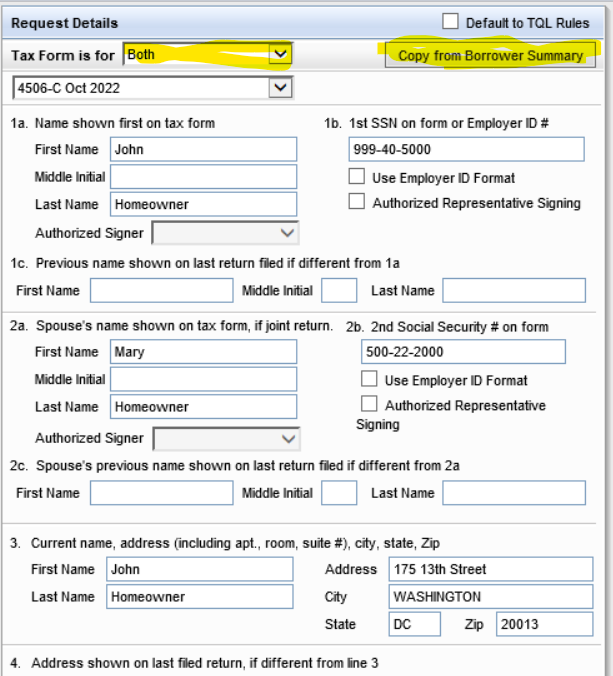 Request Details Default to TQL Rules
Tax Form is for Both Copy from Borrower Summary
4506-C Oct 2022
1a. Name shown first on tax form 1b. 1st SSN on form or Employer ID #
First Name John 999-40-5000
Middle Initial Use Employer ID Format
Last Name Homeowner Authorized Representative Signing
Authorized Signer
1c. Previous name shown on last return filed if different from 1a
First Name Middle Initial Last Name
2a. Spouse's name shown on tax form, if joint return. 2b. 2nd Social Security # on form
First Name Mary 500-22-2000
Middle Initial Use Employer ID Format
Last Name Homeowner Authorized Representative
Signing
Authorized Signer
2c. Spouse's previous name shown on last return filed if different from 2a
First Name Middle Initial Last Name
3. Current name, address (including apt., room, suite #), city, state, Zip
First Name John Address 175 13th Street
Last Name Homeowner City WASHINGTON
State DC Zip 20013
4. Address shown on last filed return, if different from line 3